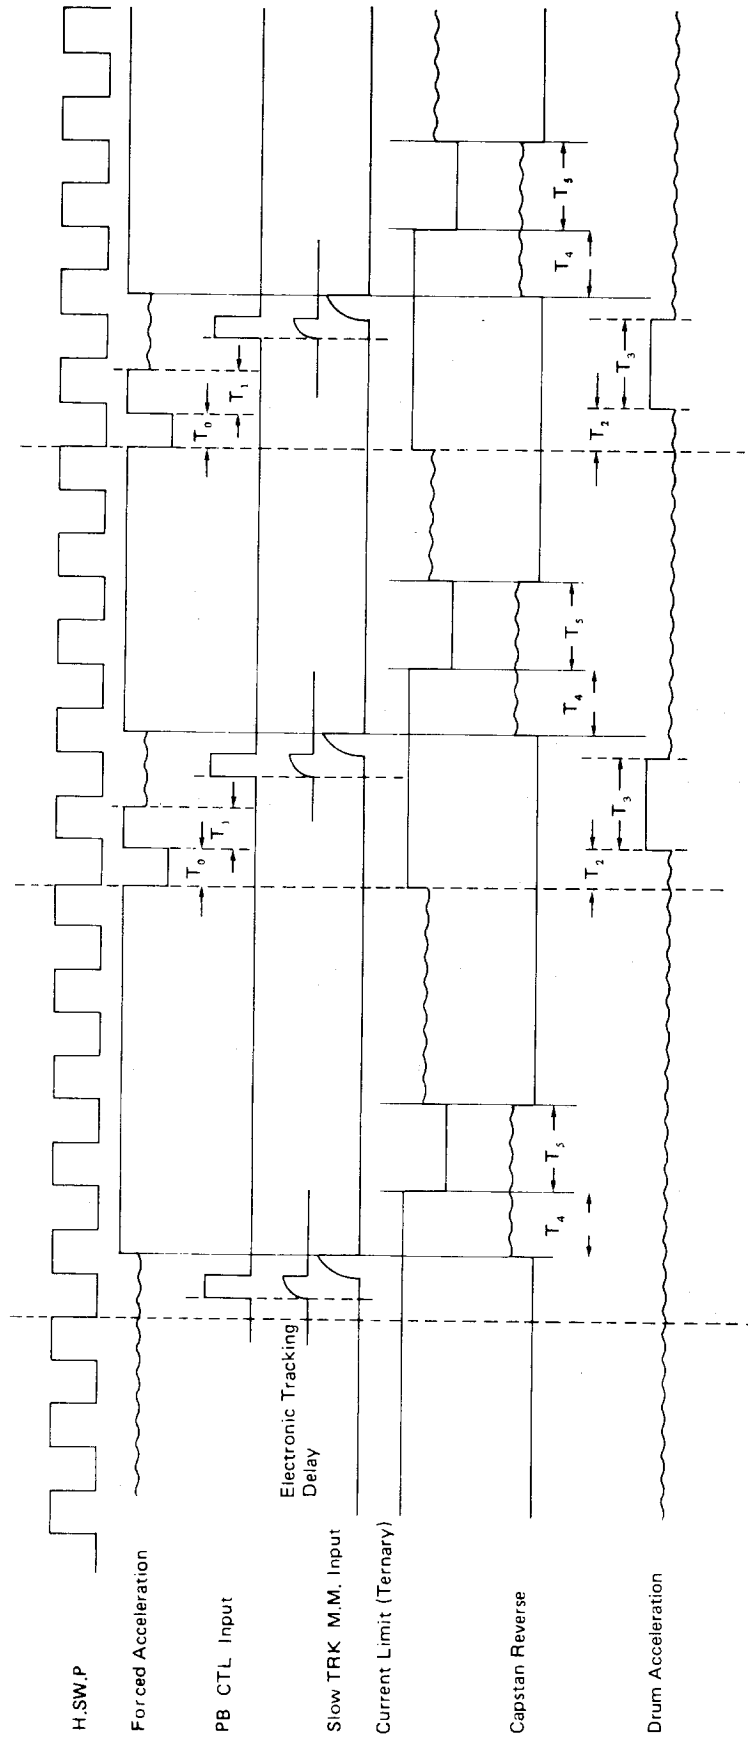 H.SW.P
Forced Acceleration
T₀
T₁
T₀
T₁
PB CTL Input
Electronic Tracking
Delay
Slow TRK M.M. Input
Current Limit (Ternary)
T₄
T₅
T₄
T₅
T₄
T₅
Capstan Reverse
T₂
T₃
T₂
T₃
Drum Acceleration